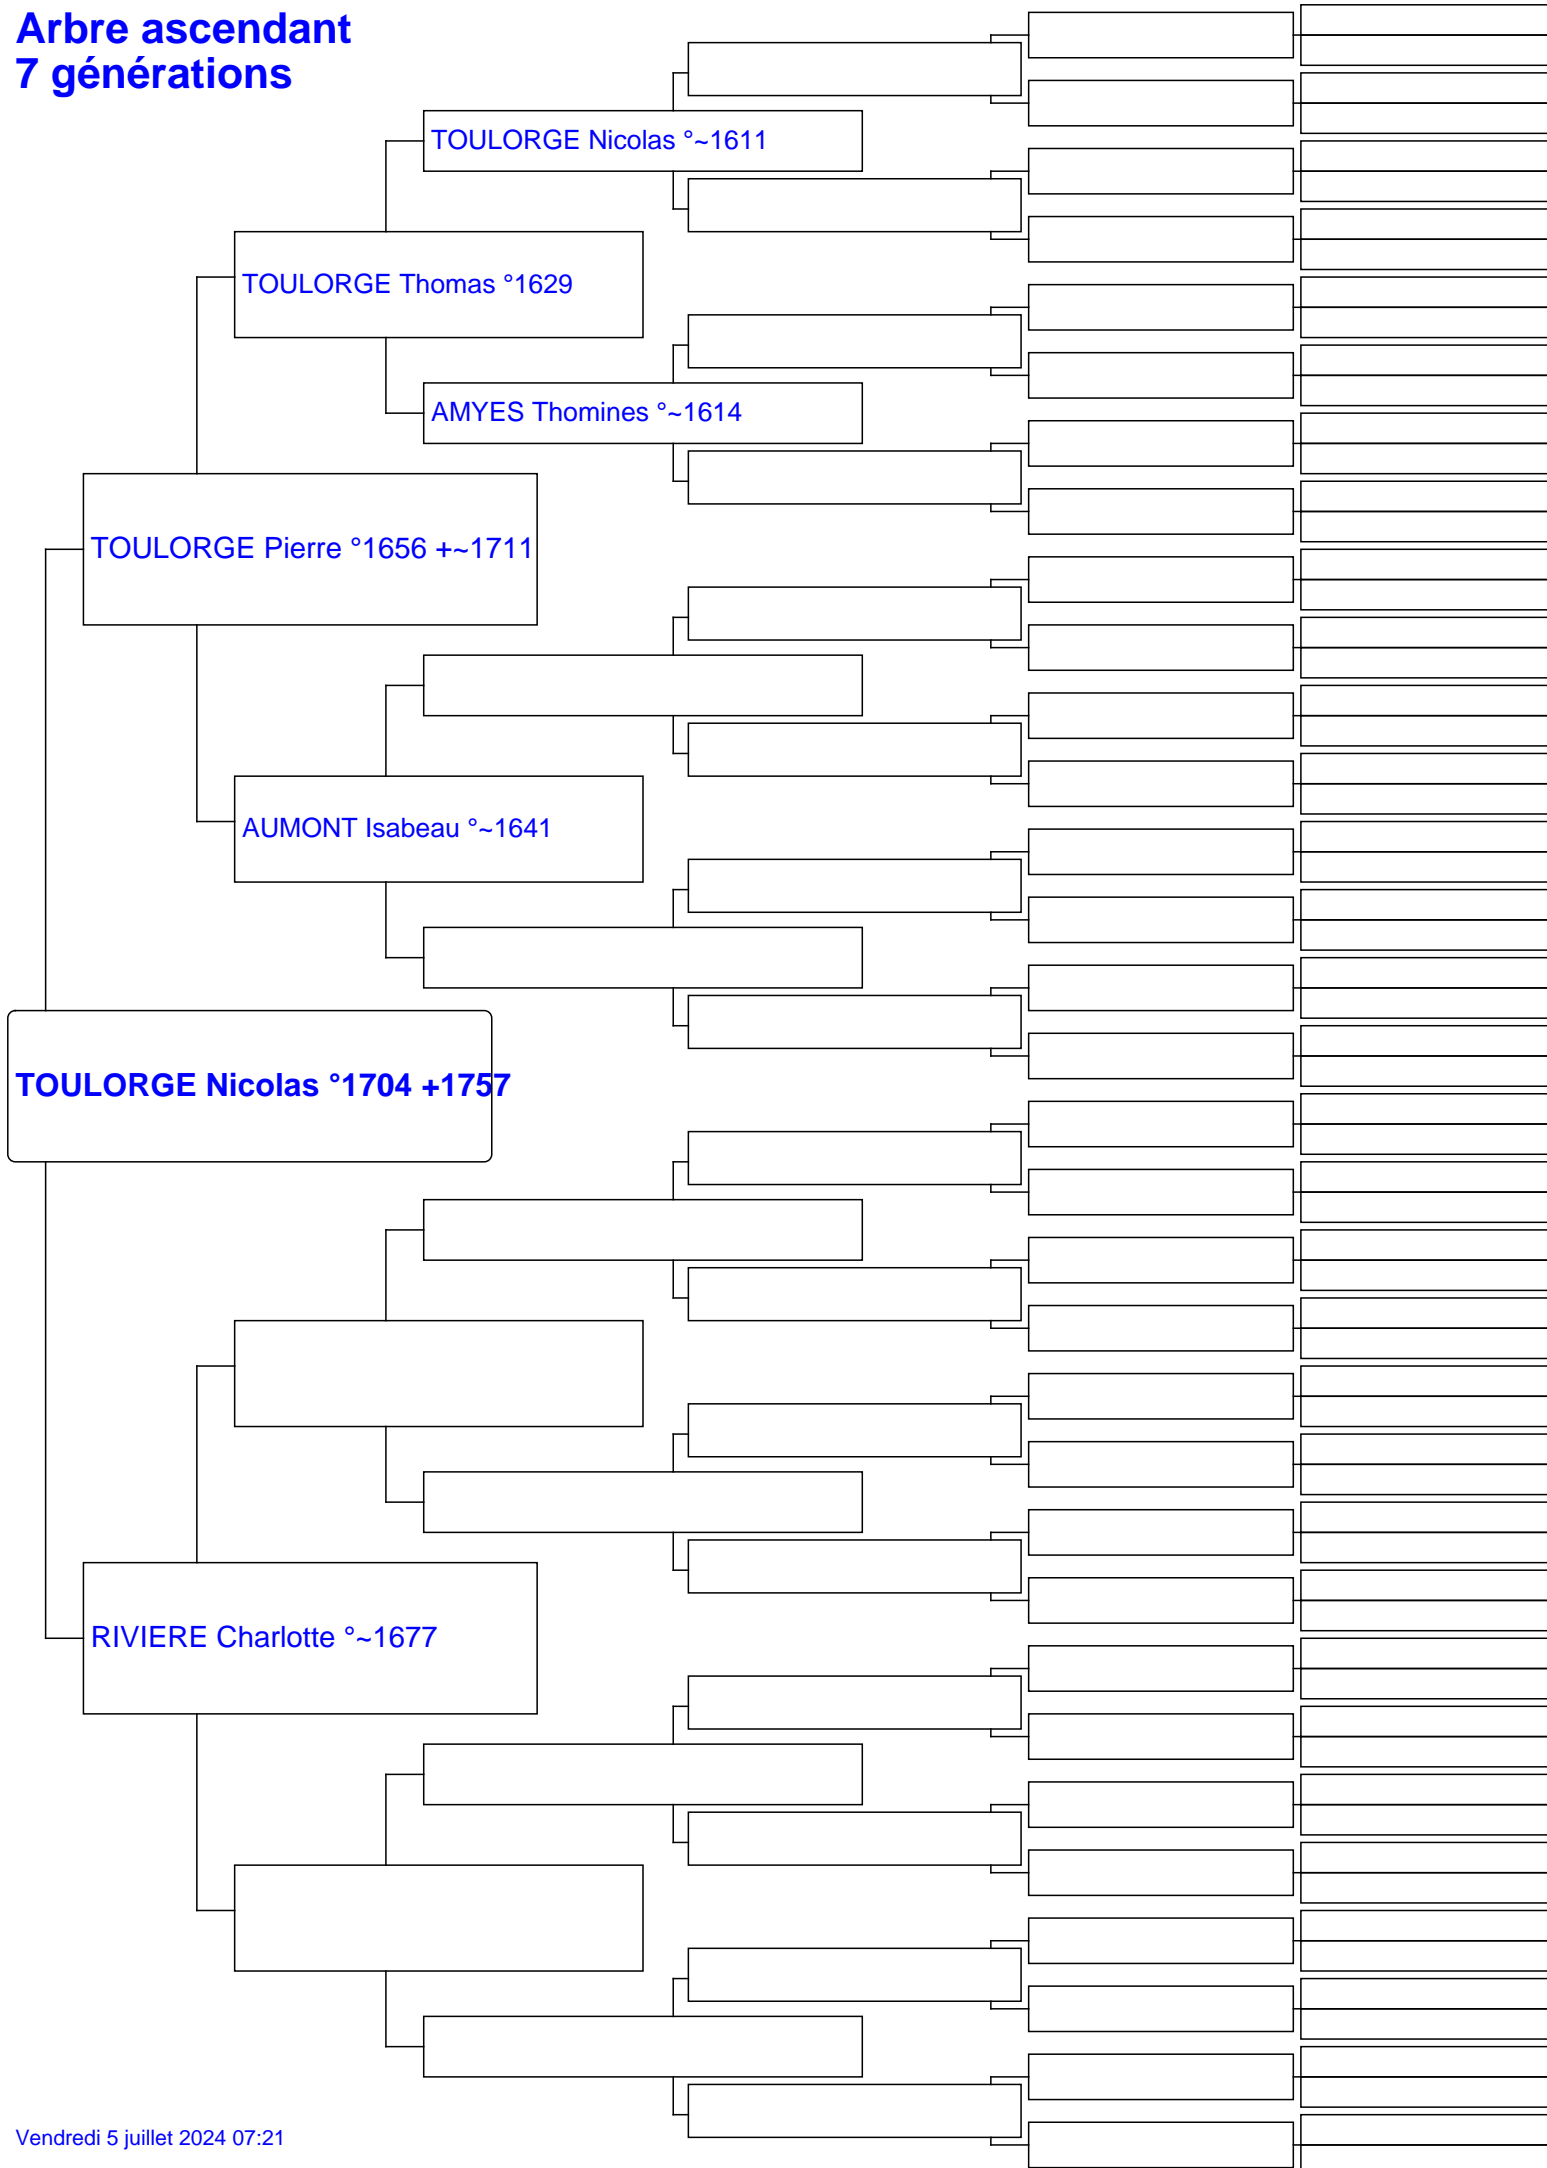 Arbre ascendant
7 générations
TOULORGE Nicolas °~1611
TOULORGE Thomas °1629
AMYES Thomines °~1614
TOULORGE Pierre °1656 +~1711
AUMONT Isabeau °~1641
TOULORGE Nicolas °1704 +1757
RIVIERE Charlotte °~1677
Vendredi 5 juillet 2024 07:21